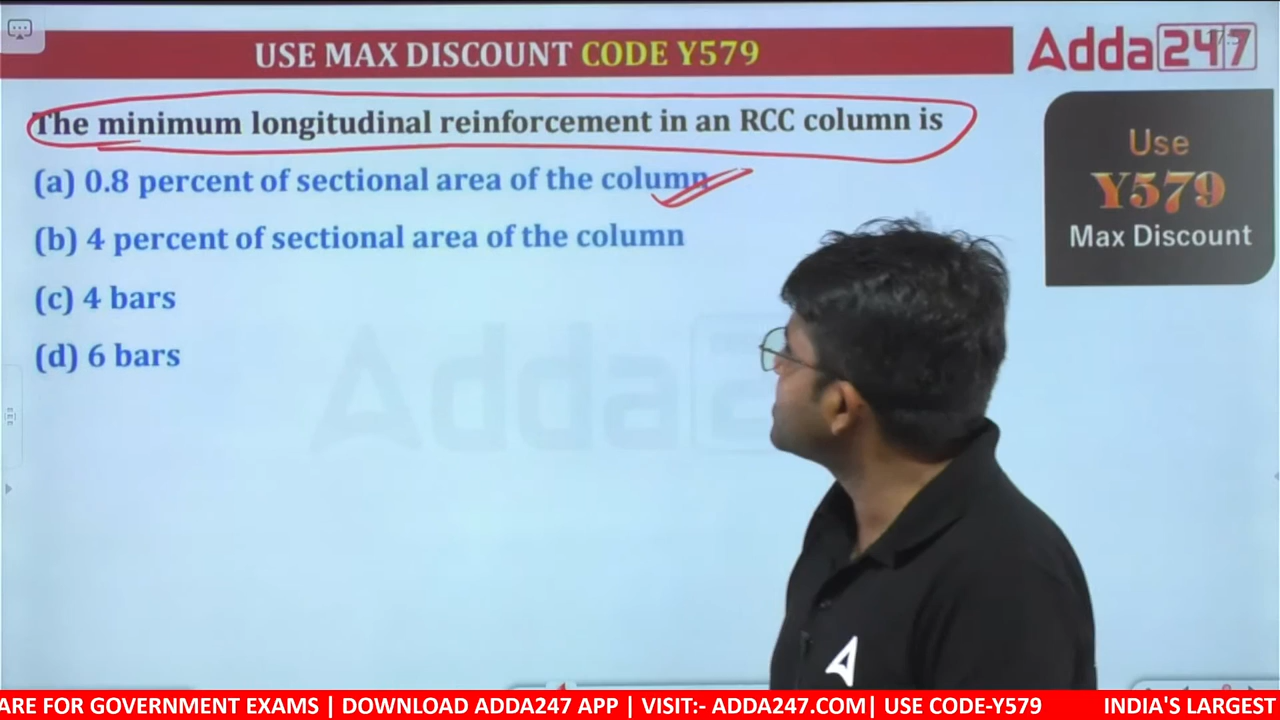 USE MAX DISCOUNT CODE Y579
Adda247
The minimum longitudinal reinforcement in an RCC column is
(a) 0.8 percent of sectional area of the column
(b) 4 percent of sectional area of the column
(c) 4 bars
(d) 6 bars
Use
Y579
Max Discount
ARE FOR GOVERNMENT EXAMS | DOWNLOAD ADDA247 APP | VISIT:- ADDA247.COM| USE CODE-Y579 INDIA'S LARGEST